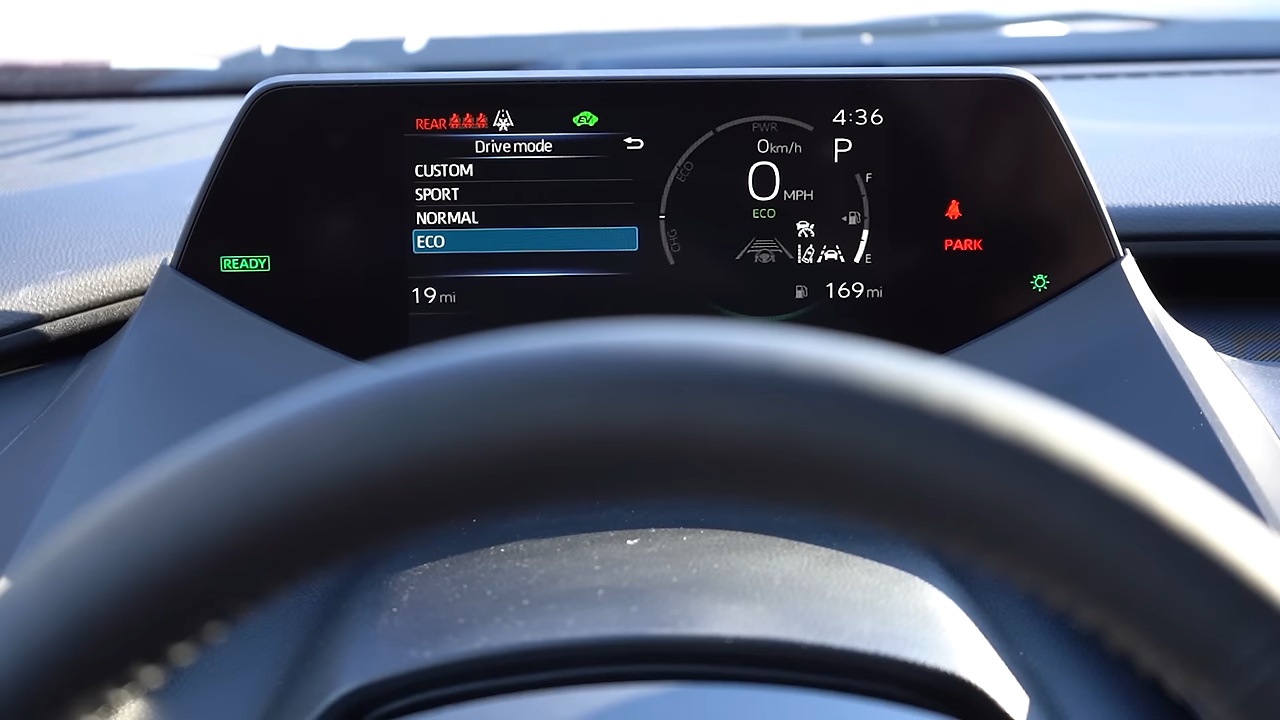 REAR
EV
Drive mode
CUSTOM
SPORT
NORMAL
ECO
19 mi
READY
PWR
ECO
CHG
0 km/h
0 MPH
ECO
4:36
P
F
E
169 mi
PARK